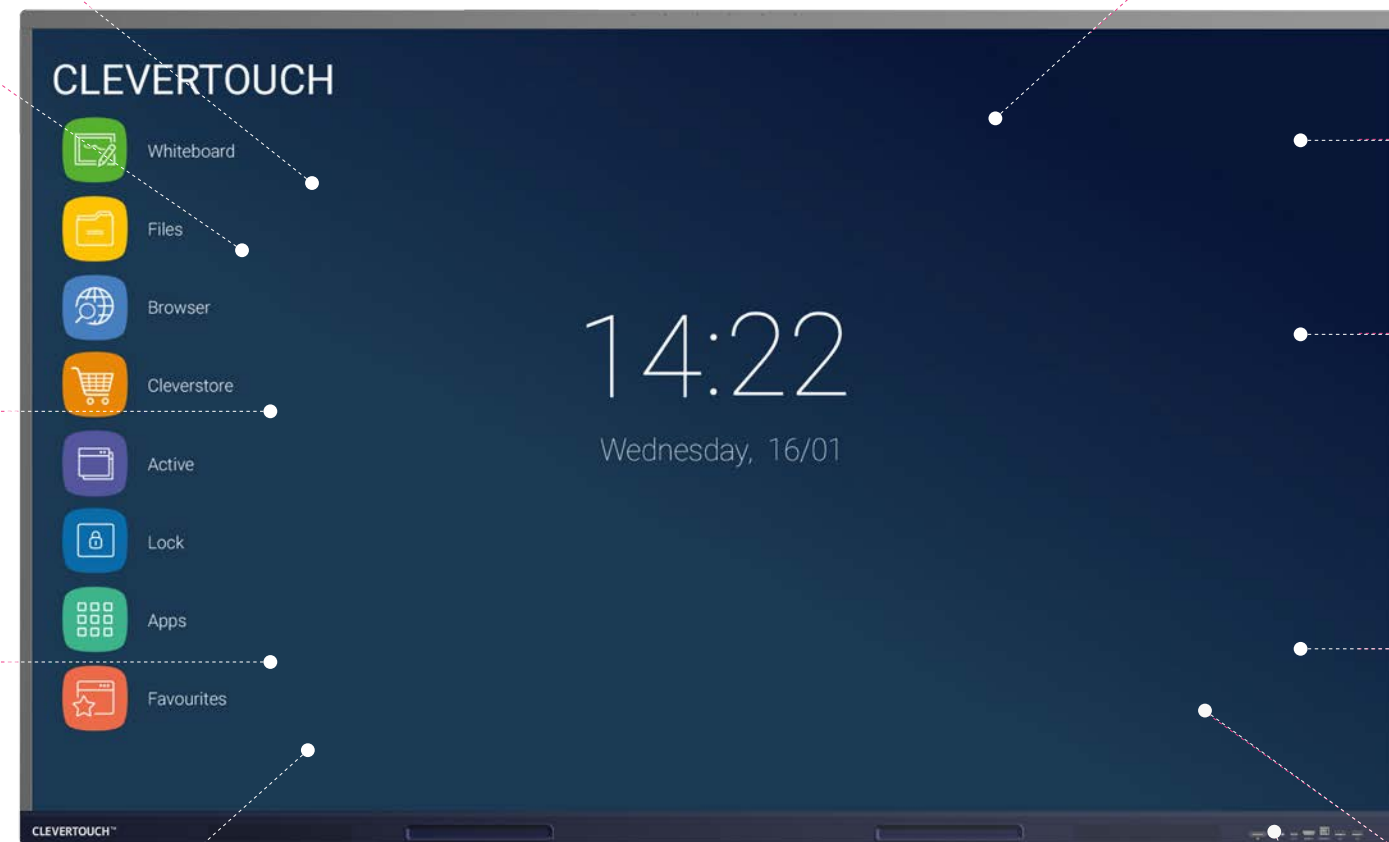 CLEVERTOUCH
Whiteboard
Files
Browser
Cleverstore
Active
Lock
Apps
Favourites
14:22
Wednesday, 16/01
CLEVERTOUCH™